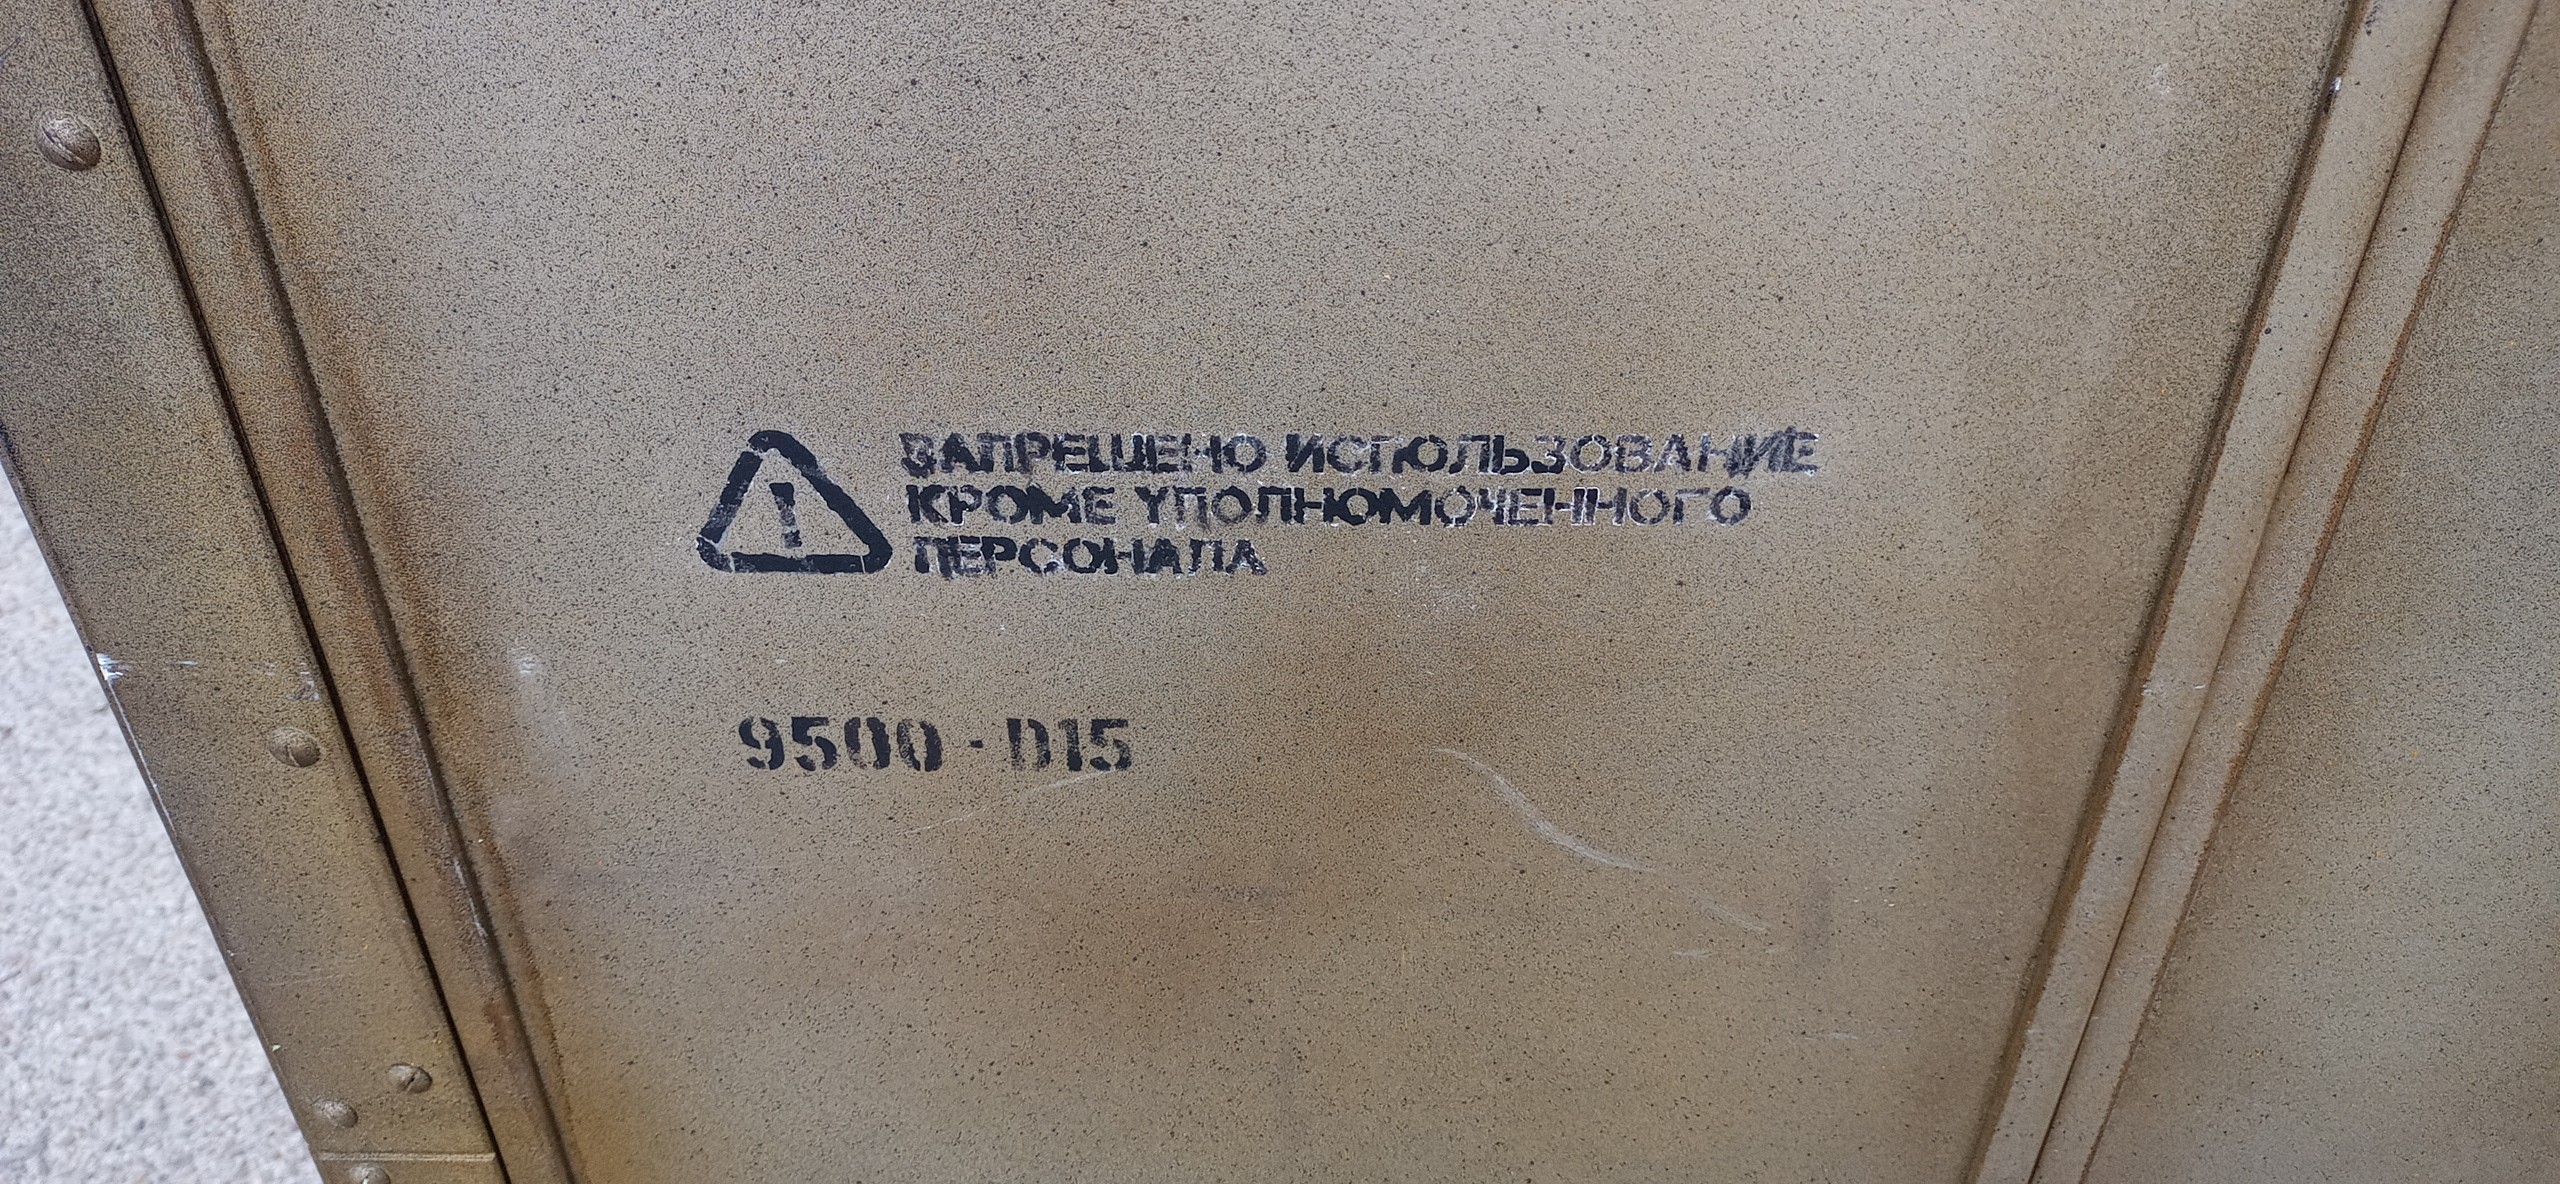 ЗАПРЕЩЕНО ИСПОЛЬЗОВАНИЕ
КРОМЕ УПОЛНОМОЧЕННОГО
ПЕРСОНАЛА
9500-D15